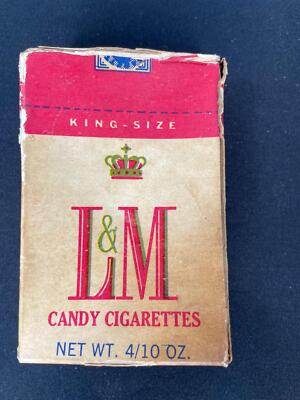 KING-SIZE
L&M
CANDY CIGARETTES
NET WT. 4/10 OZ.